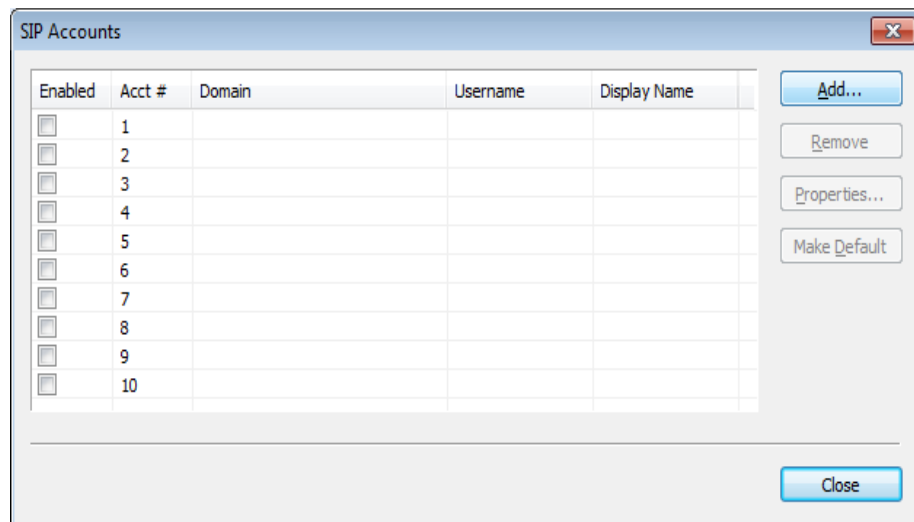 SIP Accounts
Enabled Acct # Domain Username Display Name
1
2
3
4
5
6
7
8
9
10
Add...
Remove
Properties...
Make Default
Close